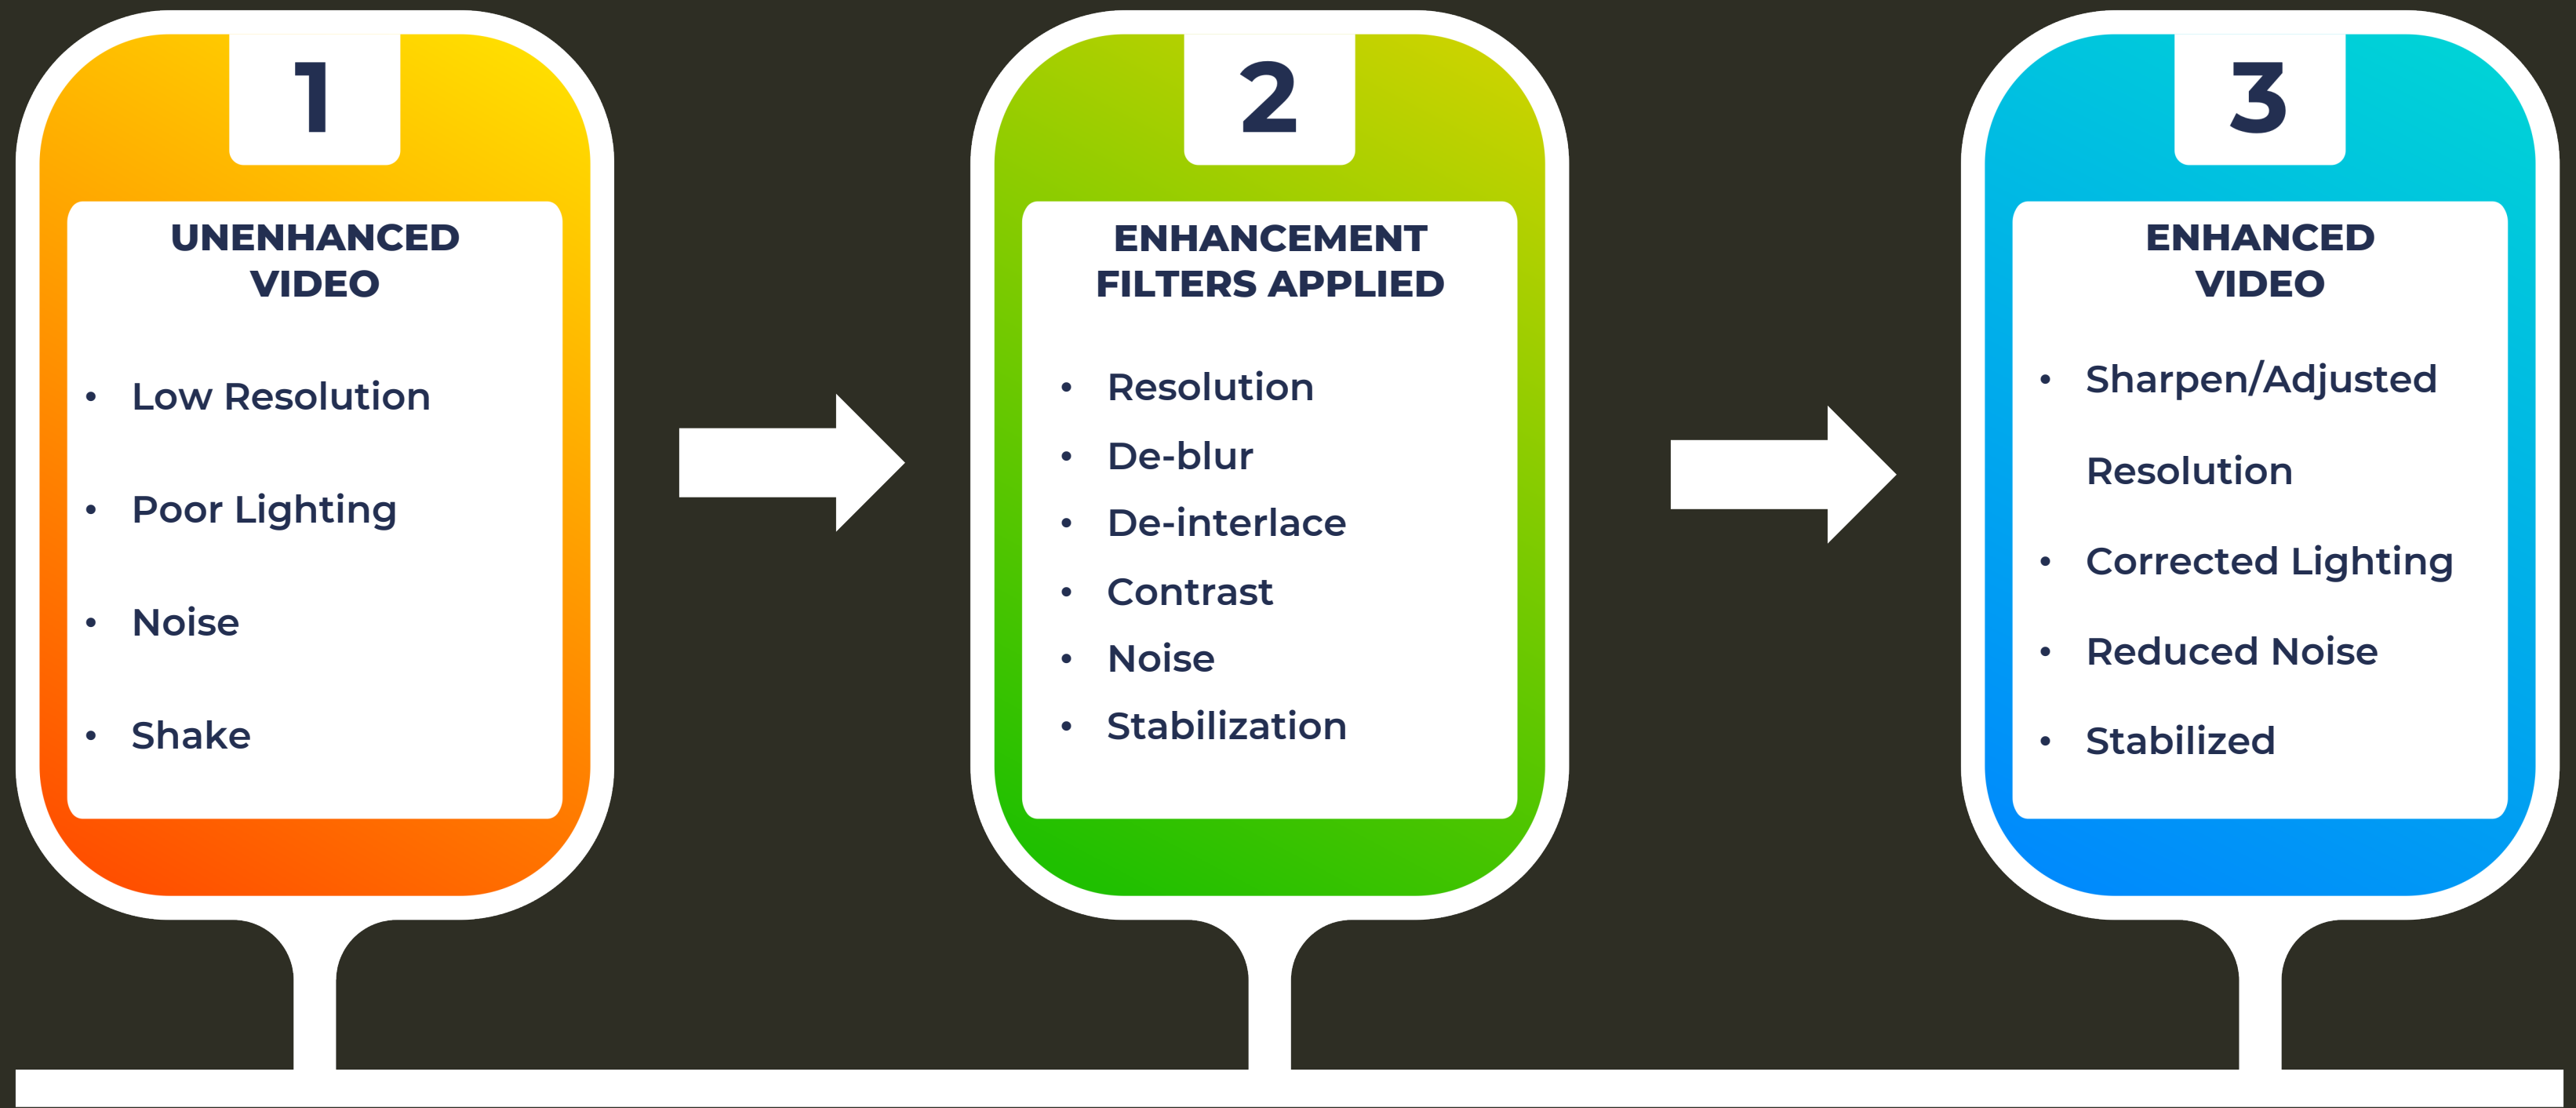 1
UNENHANCED
VIDEO
• Low Resolution
• Poor Lighting
• Noise
• Shake
2
ENHANCEMENT
FILTERS APPLIED
• Resolution
• De-blur
• De-interlace
• Contrast
• Noise
• Stabilization
3
ENHANCED
VIDEO
• Sharpen/Adjusted
Resolution
• Corrected Lighting
• Reduced Noise
• Stabilized